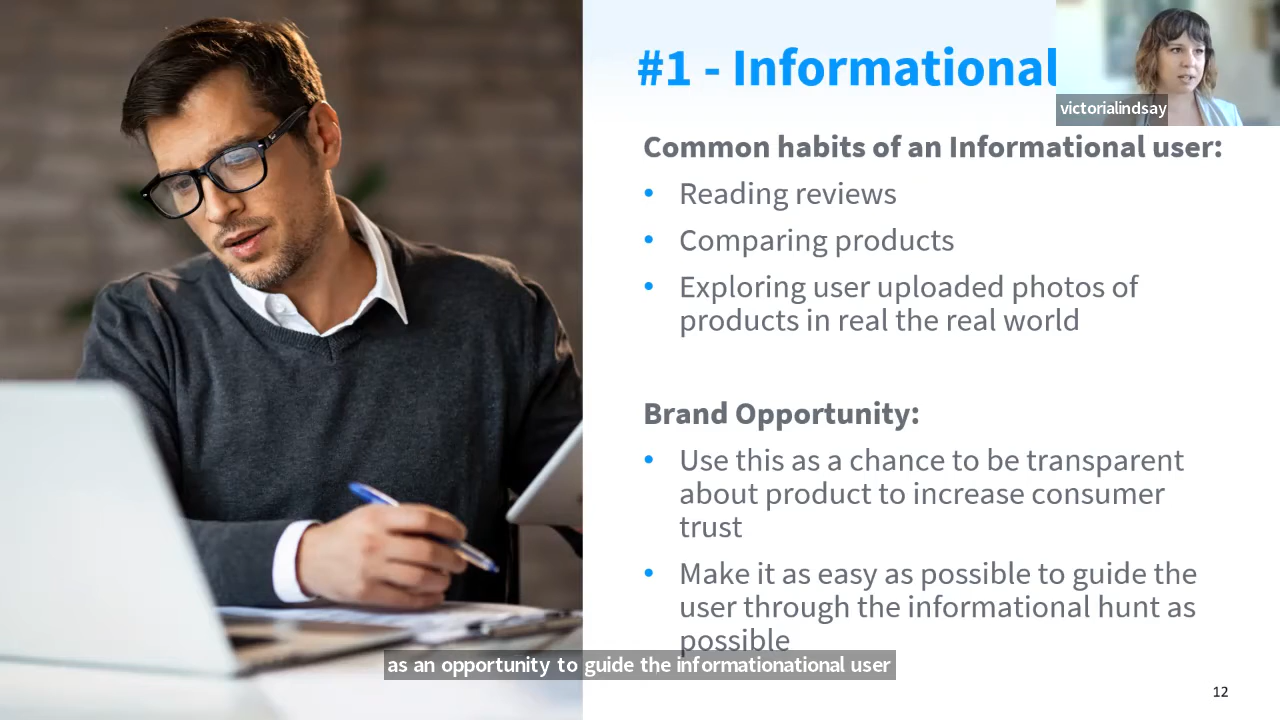 #1 - Informational
victorialindsay
Common habits of an Informational user:
• Reading reviews
• Comparing products
• Exploring user uploaded photos of
products in real the real world
Brand Opportunity:
• Use this as a chance to be transparent
about product to increase consumer
trust
• Make it as easy as possible to guide the
user through the informational hunt as
possible
as an opportunity to guide the informationational user
12